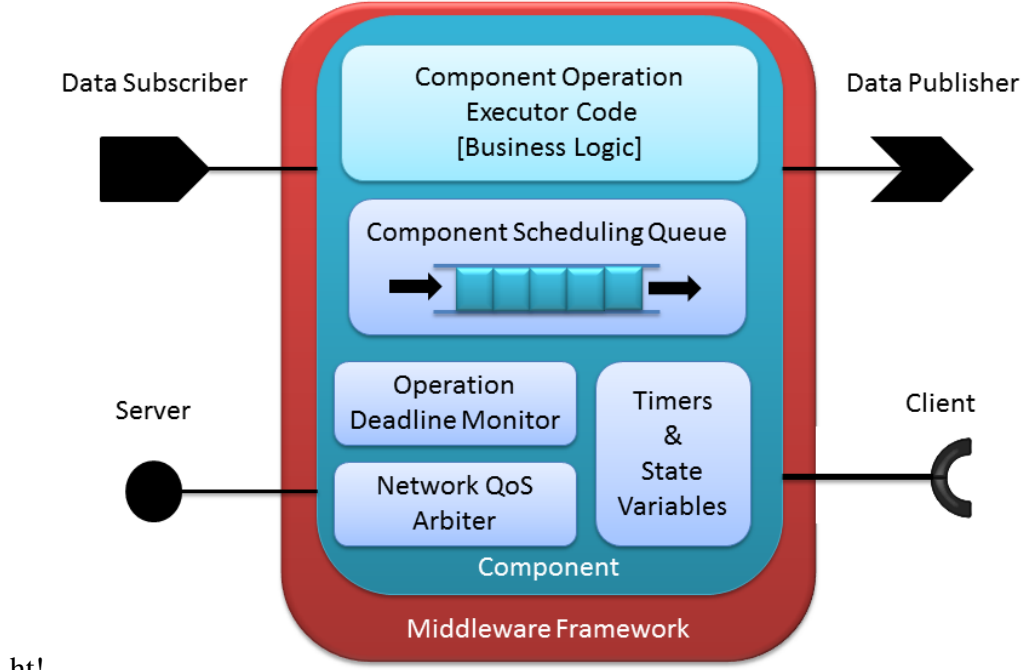 Data Subscriber
Component Operation
Executor Code
[Business Logic]
Data Publisher
Component Scheduling Queue
Server
Operation
Deadline Monitor
Timers
&
State
Variables
Client
Network QoS
Arbiter
Component
Middleware Framework
ht!